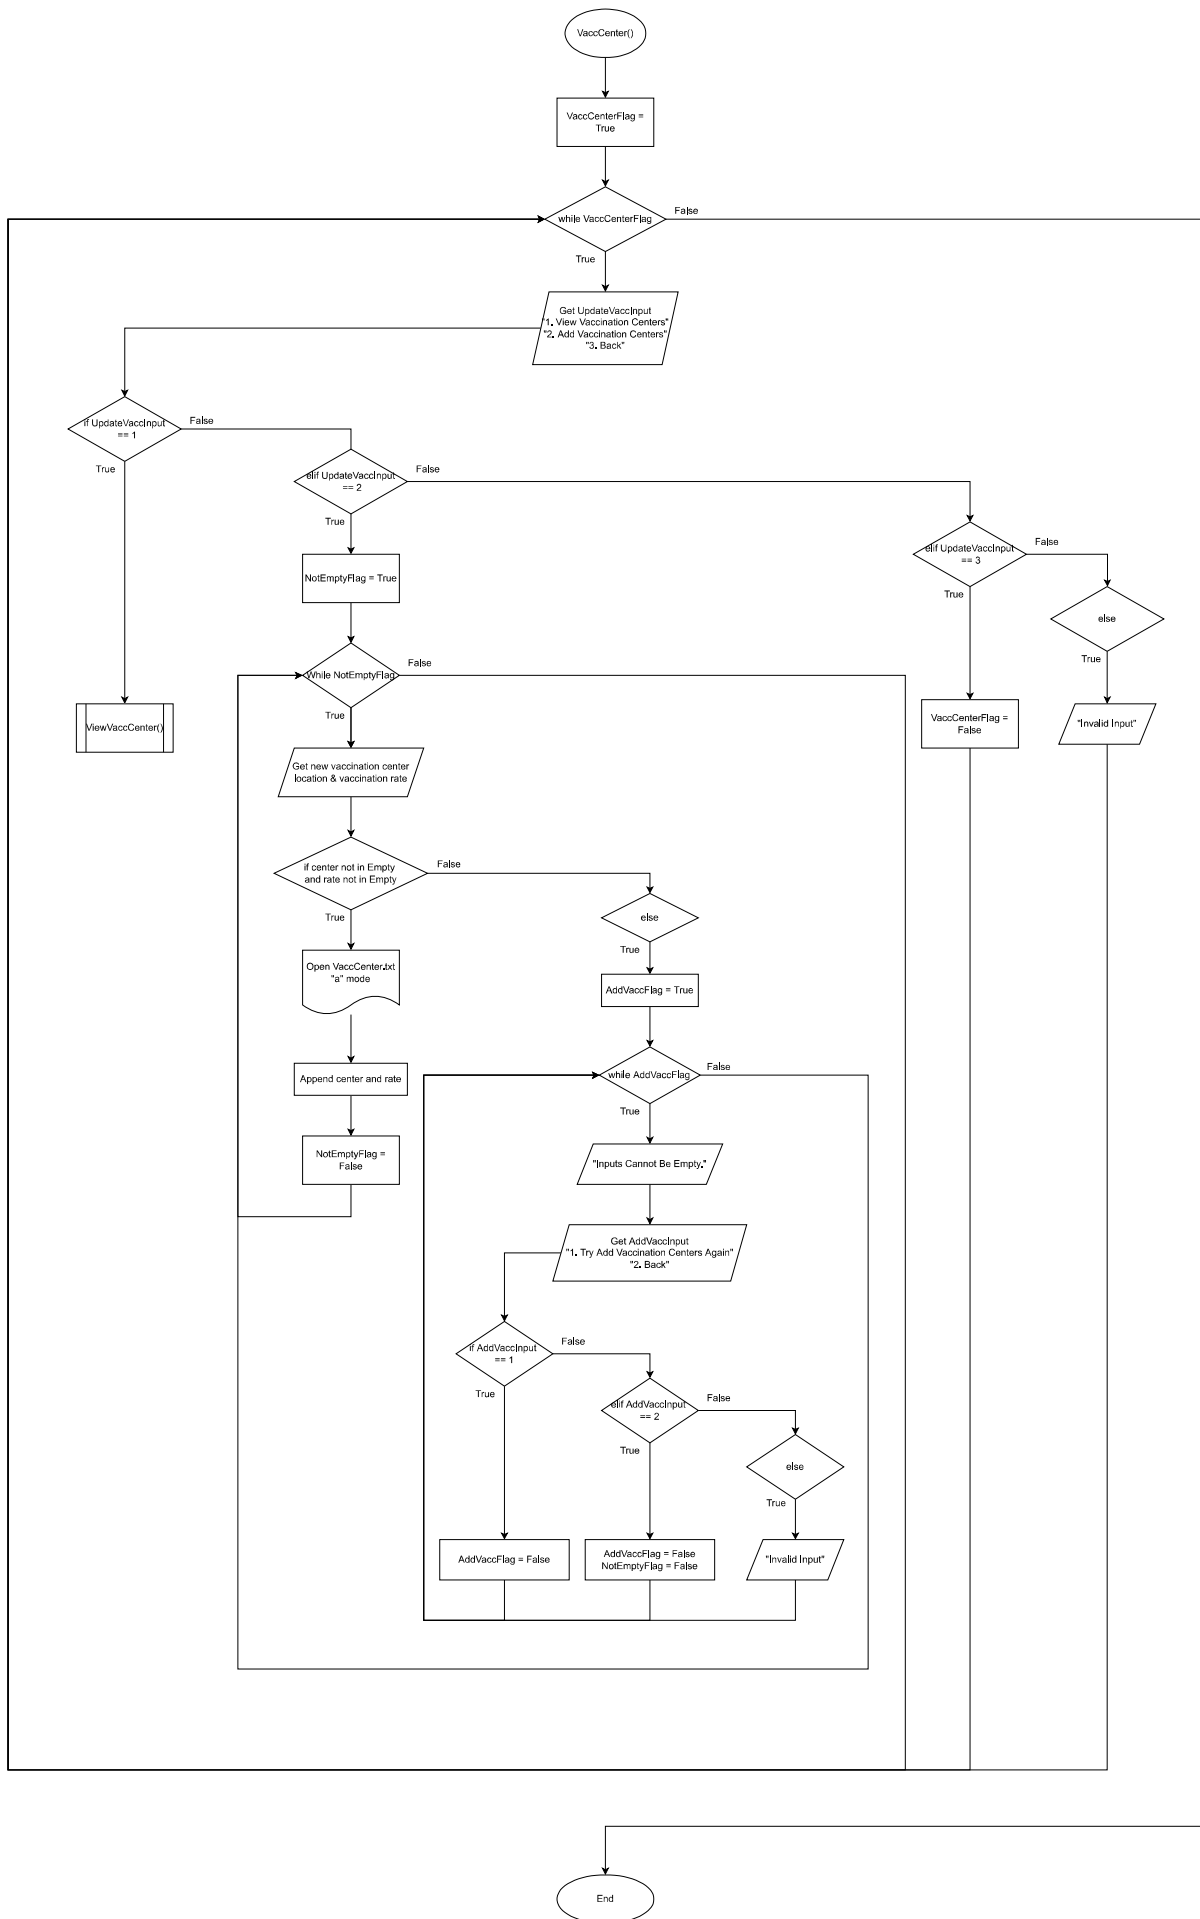 VaccCenter()
VaccCenterFlag =
True
while VaccCenterFlag
False
True
Get UpdateVaccInput
"1. View Vaccination Centers"
"2. Add Vaccination Centers"
"3. Back"
if UpdateVaccInput
== 1
False
True
elif UpdateVaccInput
== 2
False
True
elif UpdateVaccInput
== 3
False
True
else
True
NotEmptyFlag = True
While NotEmptyFlag
False
True
ViewVaccCenter()
VaccCenterFlag =
False
"Invalid Input"
Get new vaccination center
location & vaccination rate
if center not in Empty
and rate not in Empty
False
True
else
True
Open VaccCenter.txt
"a" mode
AddVaccFlag = True
while AddVaccFlag
False
True
Append center and rate
NotEmptyFlag =
False
"Inputs Cannot Be Empty."
Get AddVaccInput
"1. Try Add Vaccination Centers Again"
"2. Back"
if AddVaccInput
== 1
False
True
elif AddVaccInput
== 2
False
True
else
True
AddVaccFlag = False
AddVaccFlag = False
NotEmptyFlag = False
"Invalid Input"
End